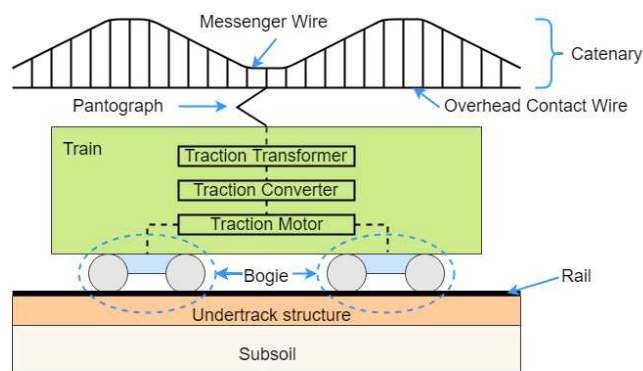 Messenger Wire
Catenary
Pantograph
Overhead Contact Wire
Train
Traction Transformer
Traction Converter
Traction Motor
Bogie
Rail
Undertrack structure
Subsoil